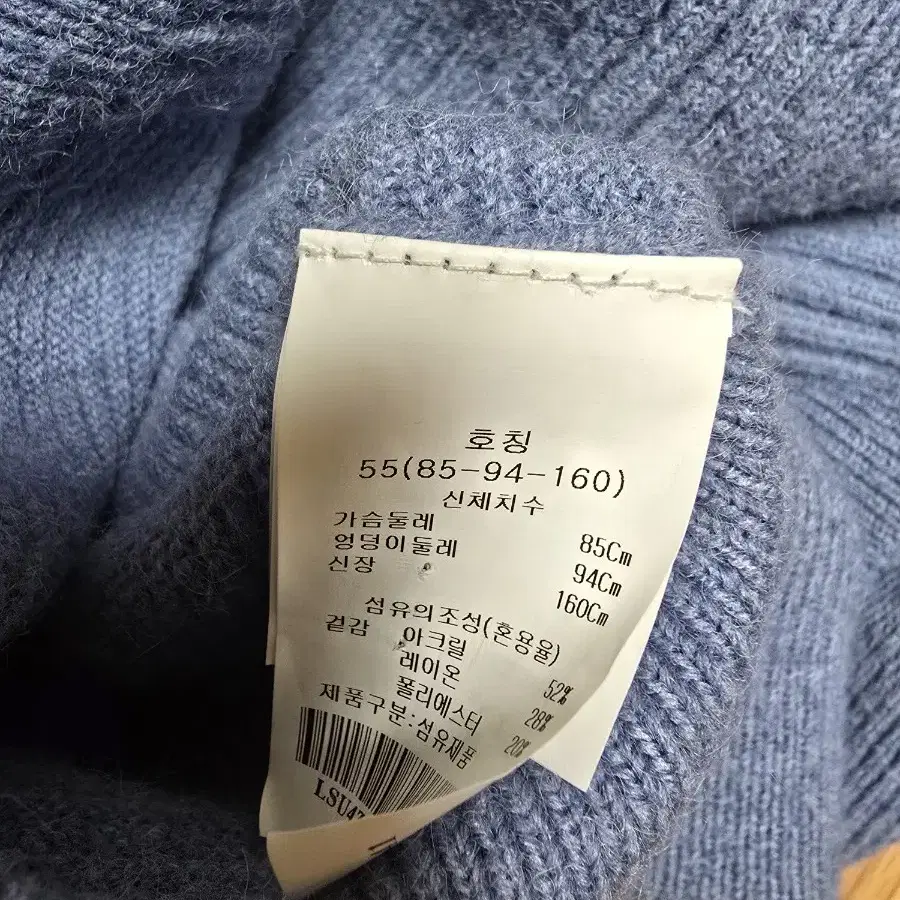 호칭
55(85-94-160)
신체치수
가슴둘레 85Cm
엉덩이둘레 94Cm
신장 160Cm
섬유의조성(혼용율)
겉감 아크릴 52%
레이온 28%
폴리에스터 20%
제품구분:섬유제품